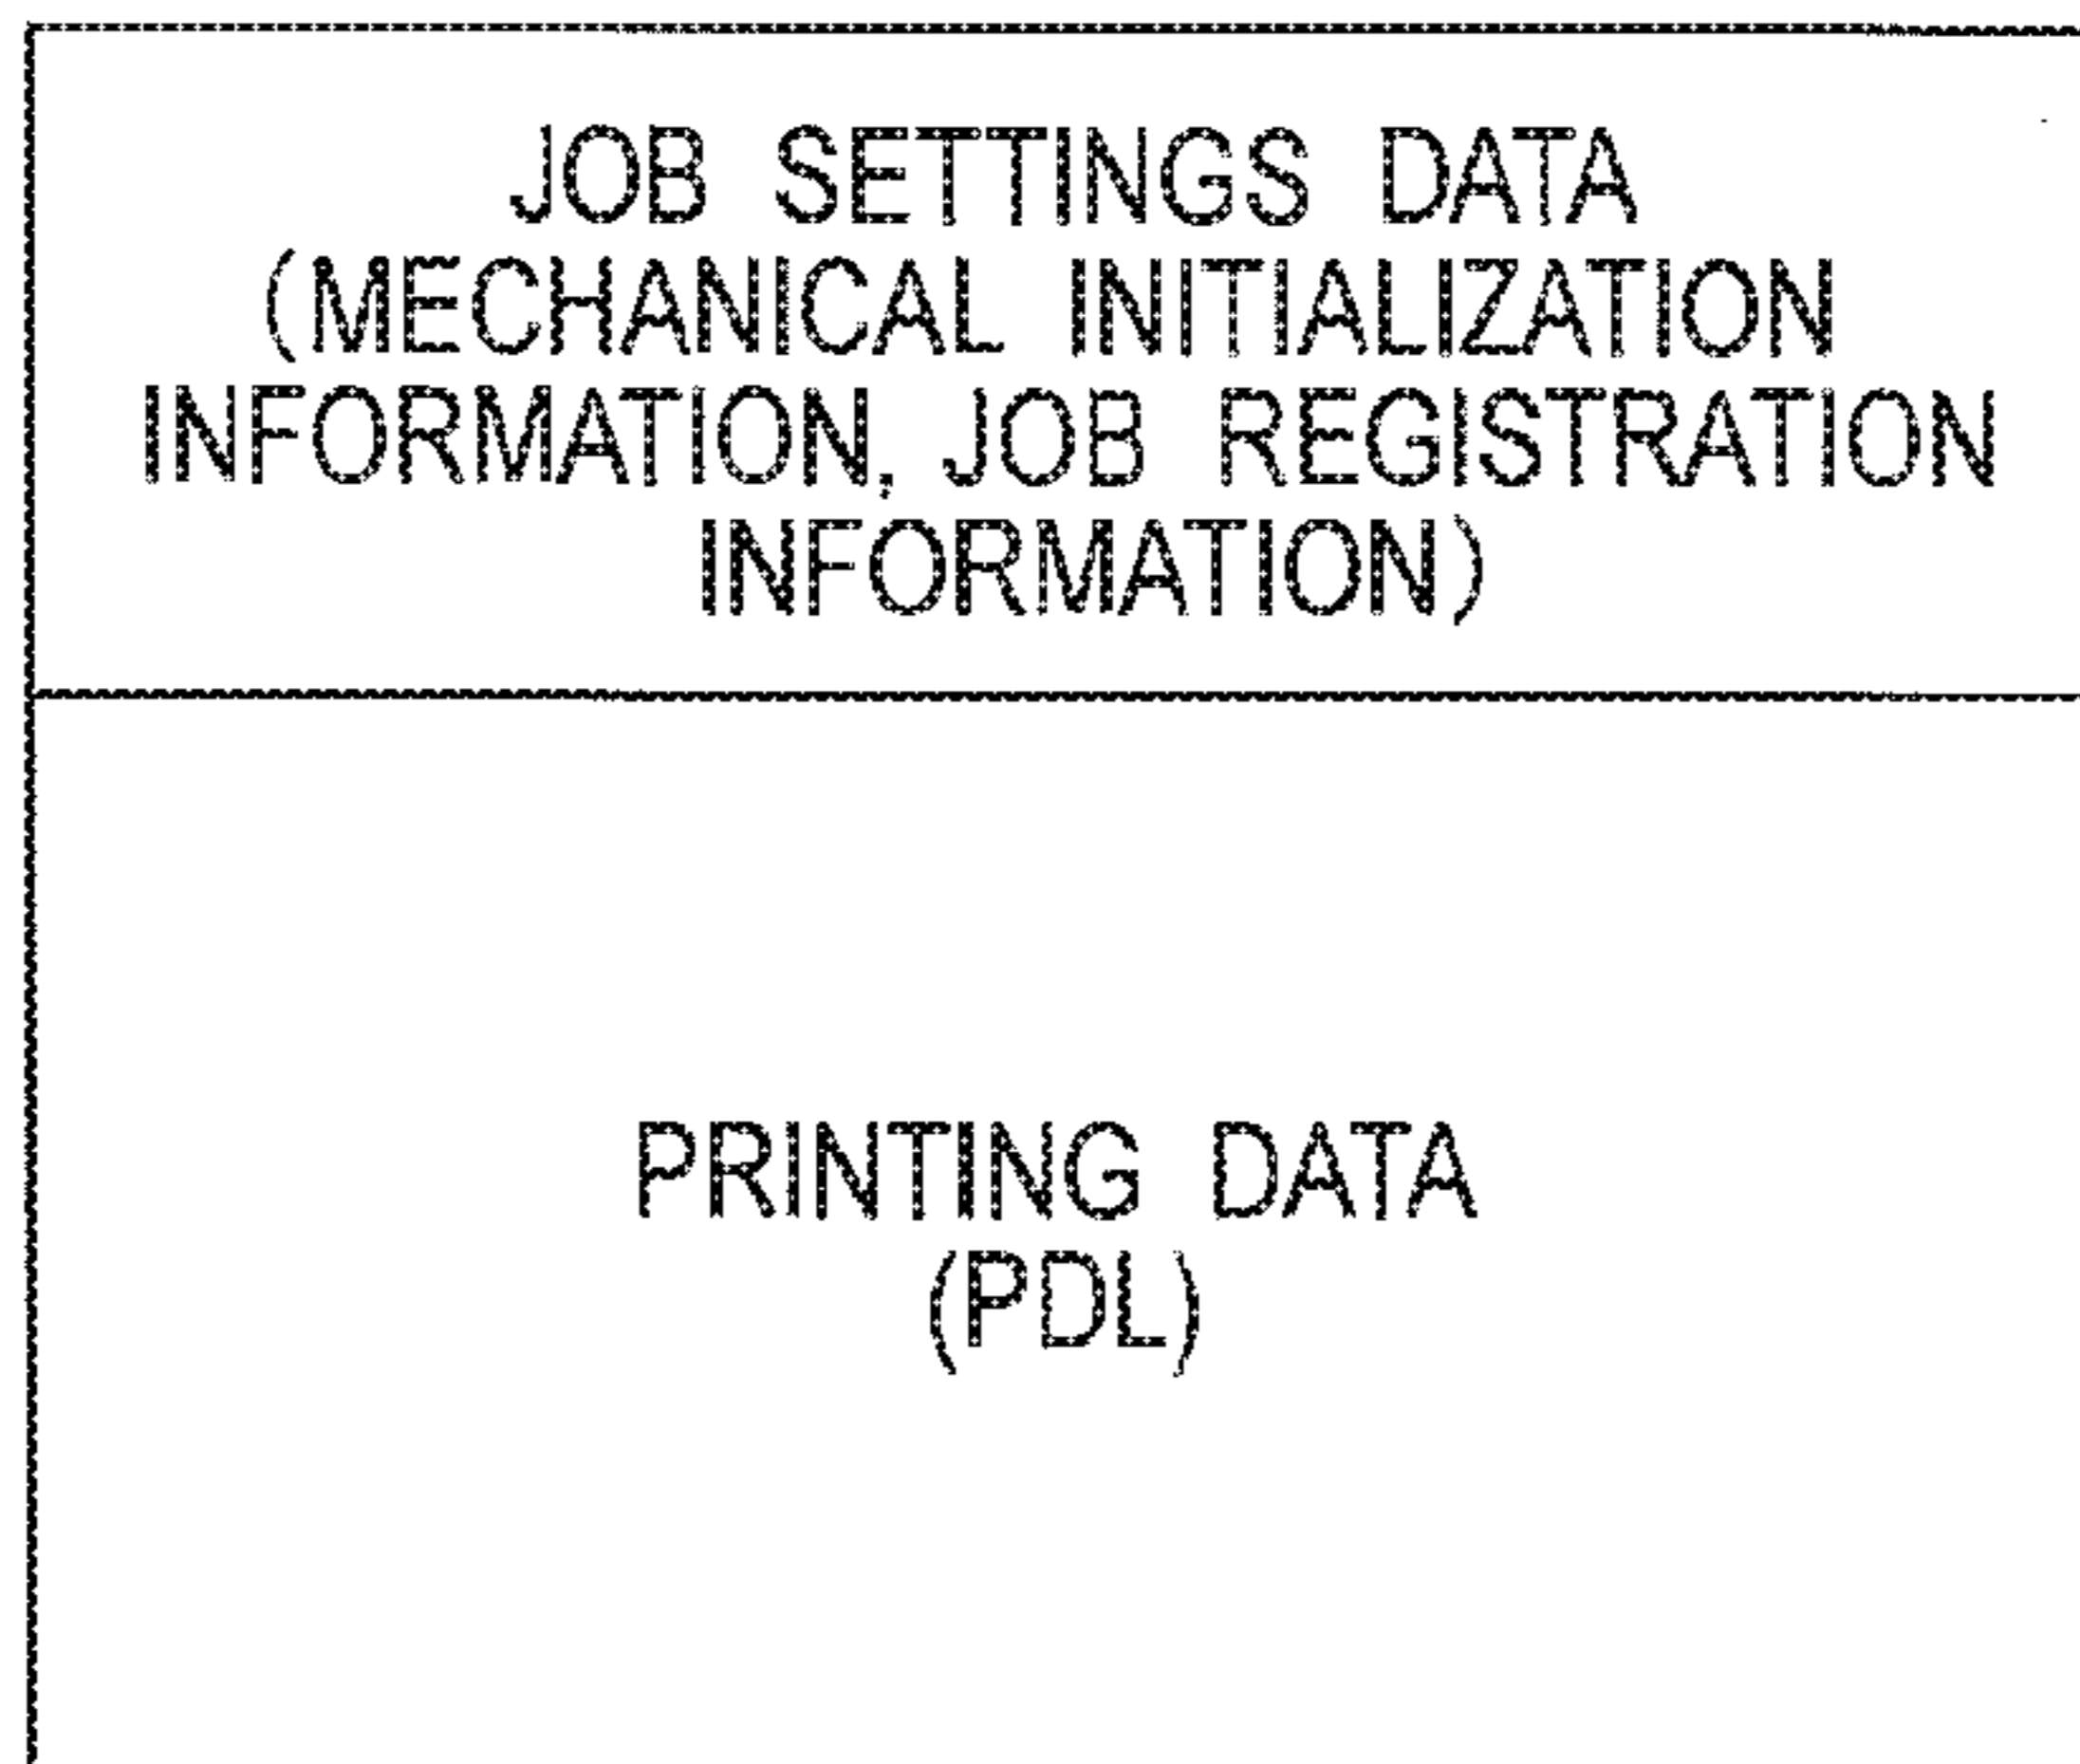 JOB SETTINGS DATA
(MECHANICAL INITIALIZATION
INFORMATION, JOB REGISTRATION
INFORMATION)
PRINTING DATA
(PDL)